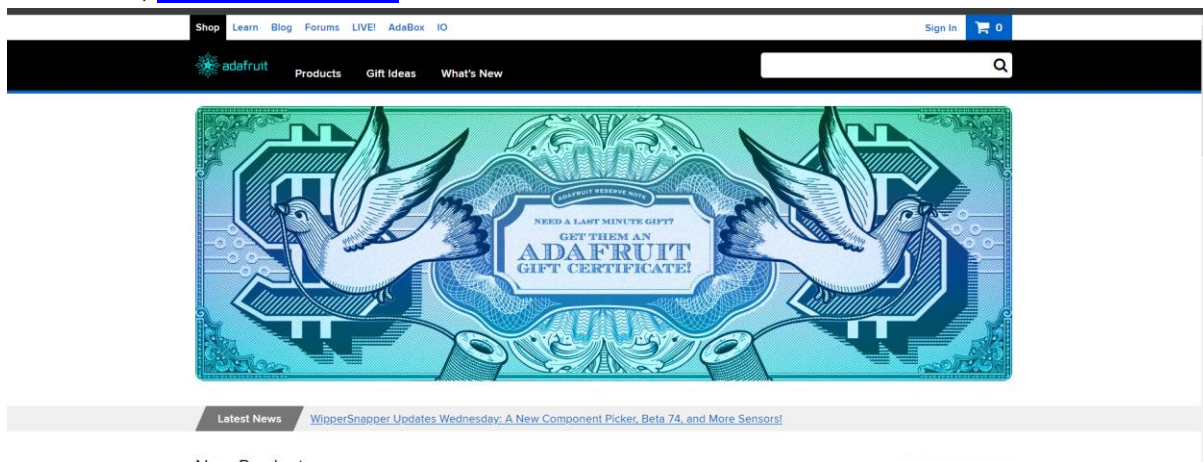 Shop Learn Blog Forums LIVE! AdaBox IO Sign In 0
adafruit Products Gift Ideas What's New
ADAFRUIT RESERVE NOTE
NEED A LAST MINUTE GIFT?
GET THEM AN
ADAFRUIT
GIFT CERTIFICATE!
Latest News WipperSnapper Updates Wednesday: A New Component Picker, Beta 74, and More Sensors!